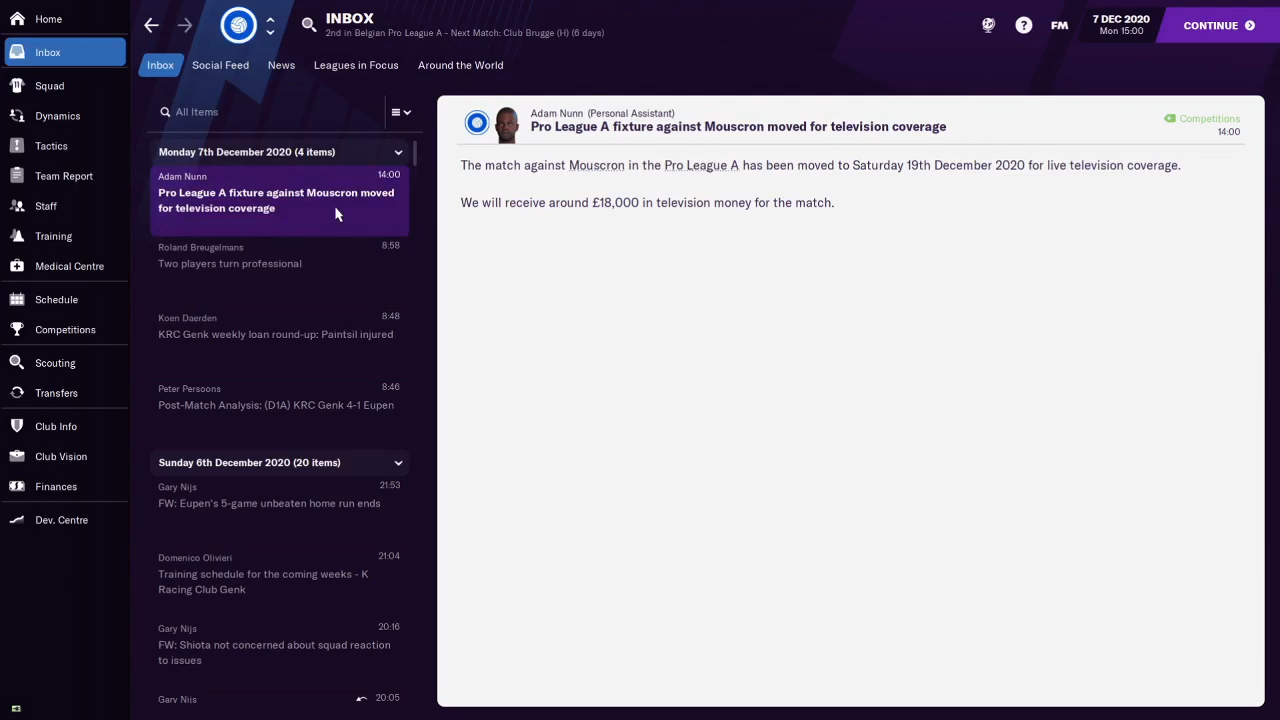 Home
INBOX
2nd in Belgian Pro League A - Next Match: Club Brugge (H) (6 days)
FM
7 DEC 2020
Mon 15:00
CONTINUE
Inbox
Squad
Dynamics
Tactics
Team Report
Staff
Training
Medical Centre
Schedule
Competitions
Scouting
Transfers
Club Info
Club Vision
Finances
Dev. Centre
Inbox
Social Feed
News
Leagues in Focus
Around the World
All Items
Monday 7th December 2020 (4 items)
Adam Nunn 14:00
Pro League A fixture against Mouscron moved
for television coverage
Roland Breugelmans 8:58
Two players turn professional
Koen Daerden 8:48
KRC Genk weekly loan round-up: Paintsil injured
Peter Persoons 8:46
Post-Match Analysis: (D1A) KRC Genk 4-1 Eupen
Sunday 6th December 2020 (20 items)
Gary Nijs 21:53
FW: Eupen's 5-game unbeaten home run ends
Domenico Olivieri 21:04
Training schedule for the coming weeks - K
Racing Club Genk
Gary Nijs 20:16
FW: Shiota not concerned about squad reaction
to issues
Gary Nijs 20:05
Adam Nunn (Personal Assistant)
Pro League A fixture against Mouscron moved for television coverage
Competitions
14:00
The match against Mouscron in the Pro League A has been moved to Saturday 19th December 2020 for live television coverage.
We will receive around £18,000 in television money for the match.